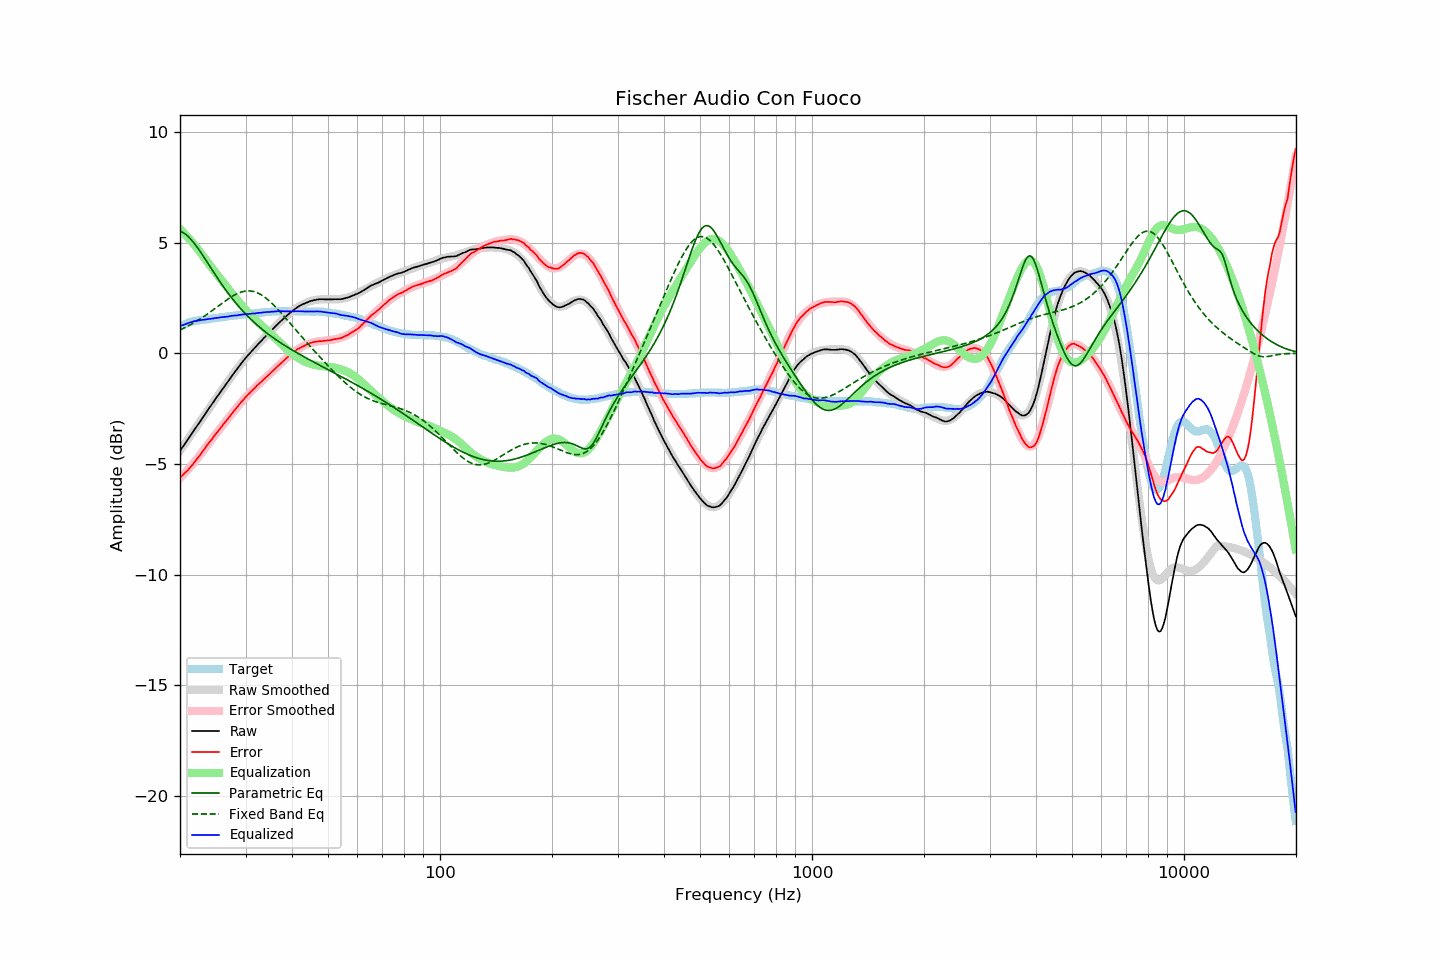 Fischer Audio Con Fuoco
10
5
0
−5
−10
−15
−20
Amplitude (dBr)
Target
Raw Smoothed
Error Smoothed
Raw
Error
Equalization
Parametric Eq
Fixed Band Eq
Equalized
100
1000
10000
Frequency (Hz)